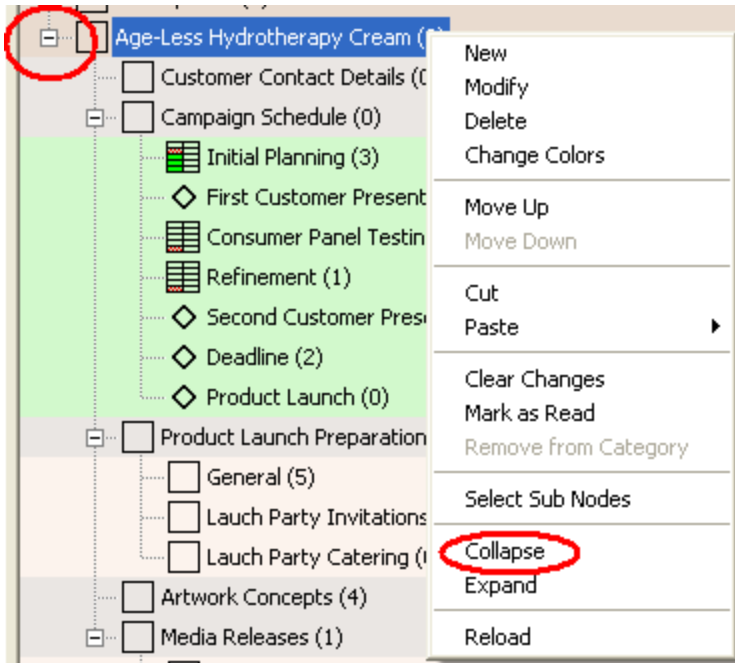 Age-Less Hydrotherapy Cream
Customer Contact Details
Campaign Schedule (0)
Initial Planning (3)
First Customer
Consumer Panel
Refinement (1)
Second Customer
Deadline (2)
Product Launch (0)
Product Launch Preparation
General (5)
Lauch Party Invitations
Lauch Party Catering
Artwork Concepts (4)
Media Releases (1)
New
Modify
Delete
Change Colors
Move Up
Move Down
Cut
Paste
Clear Changes
Mark as Read
Remove from Category
Select Sub Nodes
Collapse
Expand
Reload